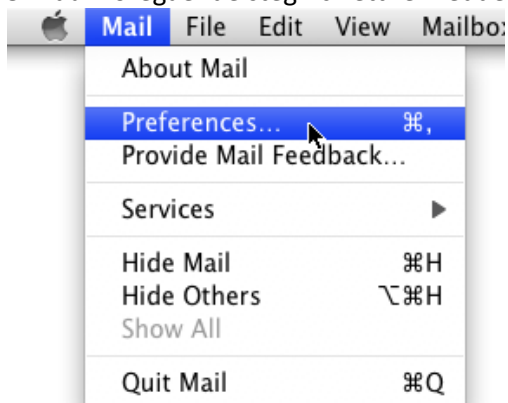 Mail File Edit View Mailbox
About Mail
Preferences... ⌘,
Provide Mail Feedback...
Services ▶
Hide Mail ⌘H
Hide Others ⌥⌘H
Show All
Quit Mail ⌘Q